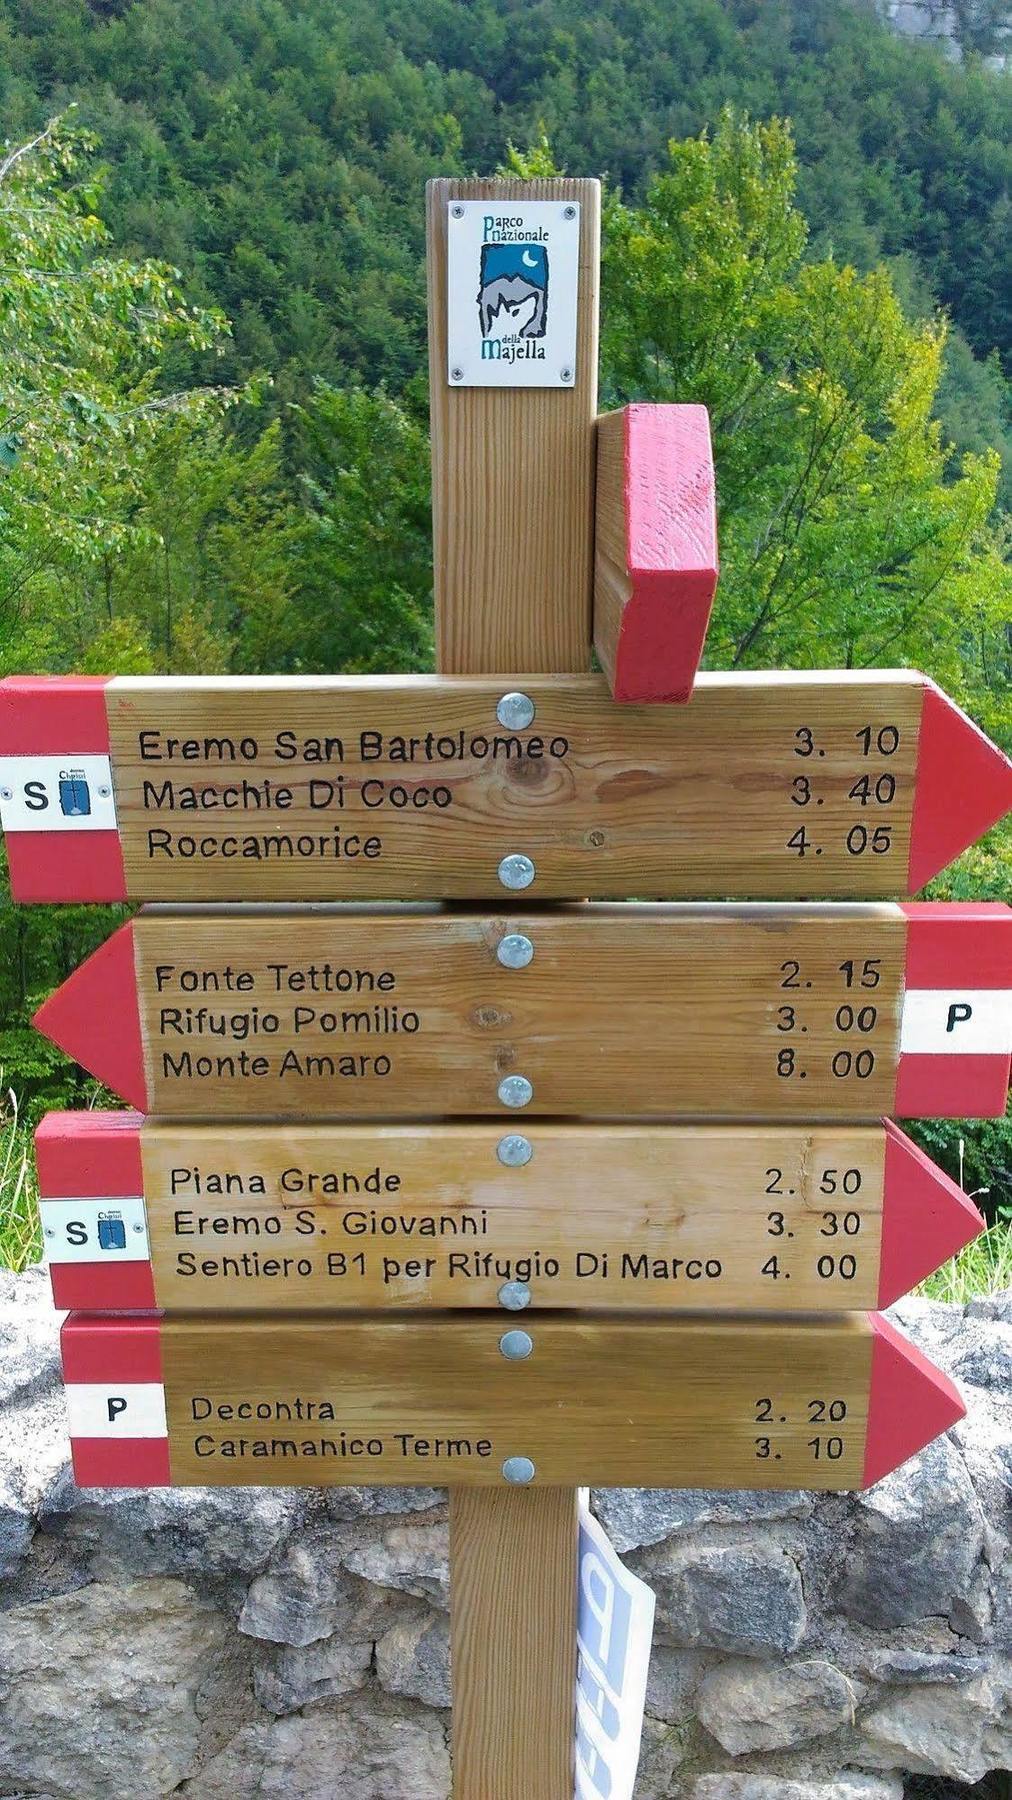 Parco
Nazionale
della
Majella
Eremo San Bartolomeo 3. 10
S Macchie Di Coco 3. 40
Roccamorice 4. 05
Fonte Tettone 2. 15
Rifugio Pomilio 3. 00 P
Monte Amaro 8. 00
Piana Grande 2. 50
S Eremo S. Giovanni 3. 30
Sentiero B1 per Rifugio Di Marco 4. 00
P Decontra 2. 20
Caramanico Terme 3. 10